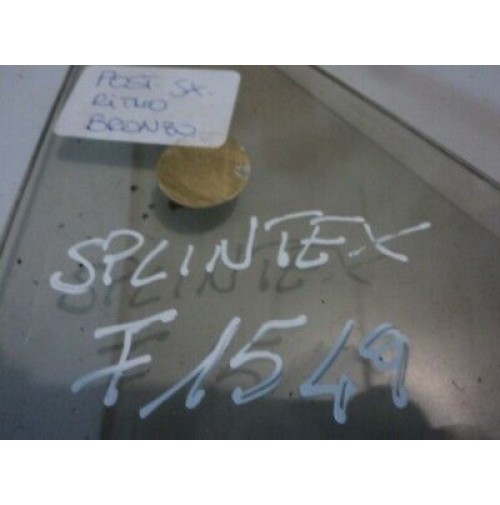 POST SX.
RITMO
BRONZO
SPLINTEX
F1549